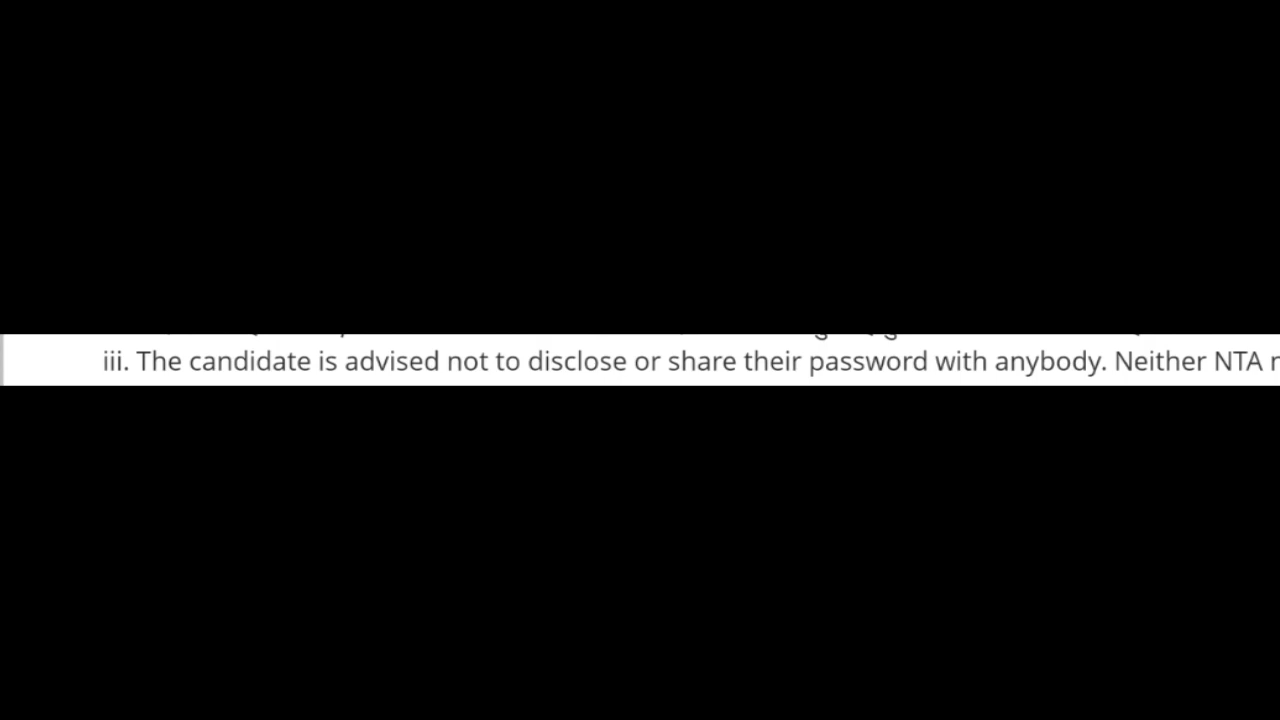 iii. The candidate is advised not to disclose or share their password with anybody. Neither NTA